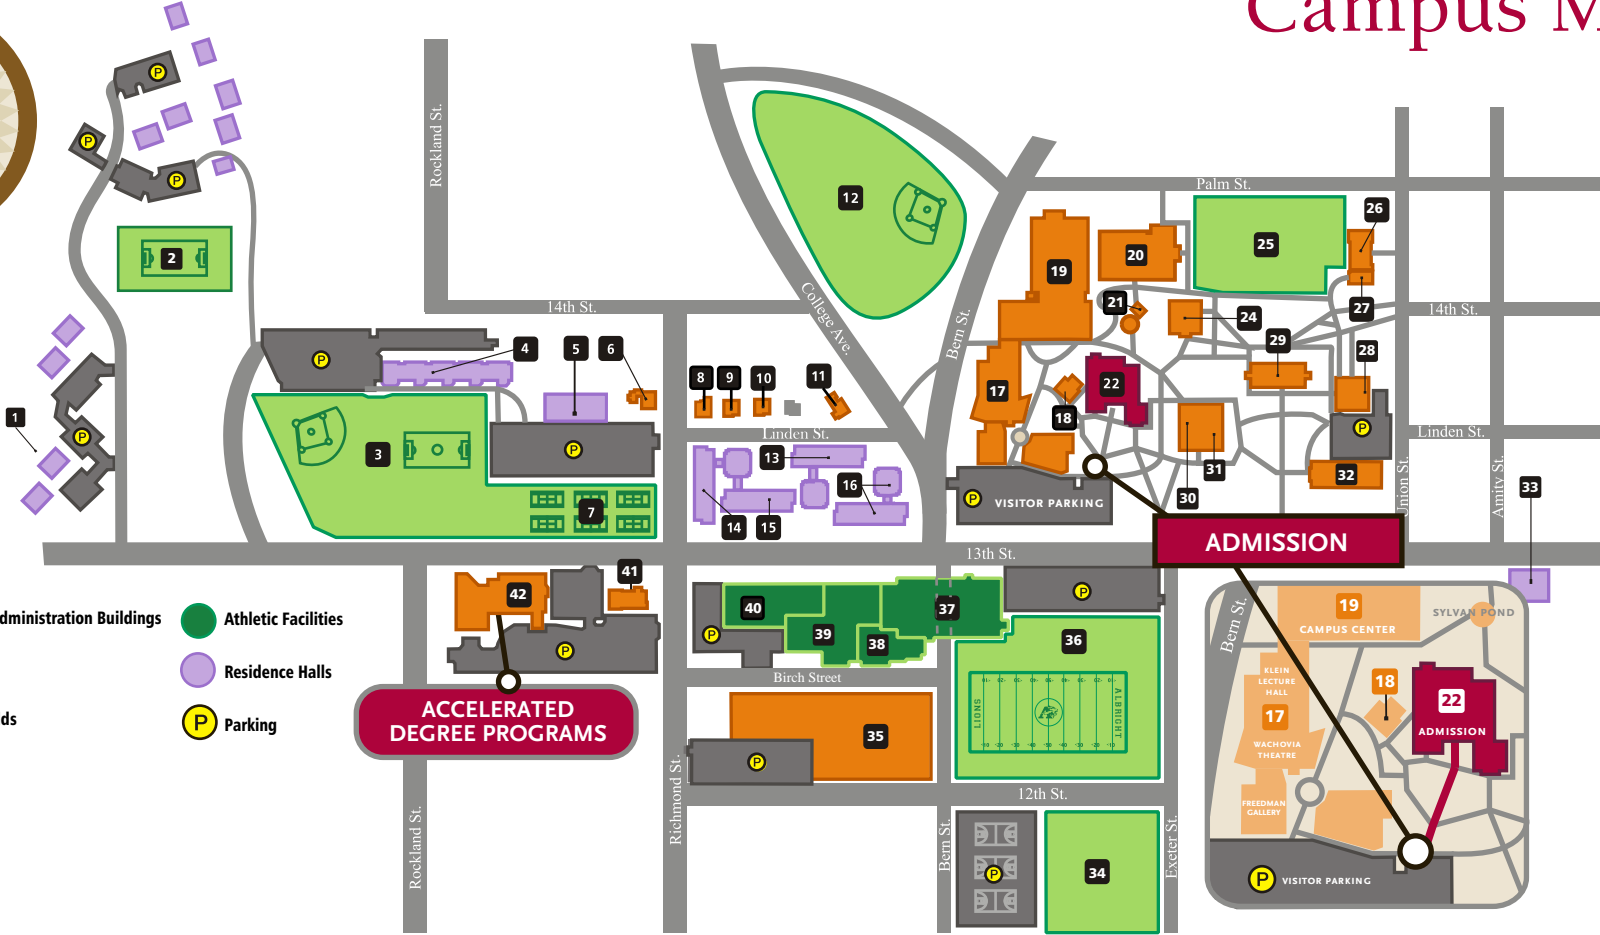 Campus M
P
P
P
Rockland St.
Palm St.
26
12
25
2
19
20
21
24
27
14th St.
14th St.
College Ave.
Bern St.
29
28
P
4
5
6
8
9
10
11
17
22
18
1
P
3
P
Linden St.
Linden St.
13
16
14
15
7
31
30
32
P
P
VISITOR PARKING
Union St.
Amity St.
33
ADMISSION
13th St.
41
42
P
40
39
38
37
P
P
36
LIONS
ALBRIGHT
Birch Street
35
P
ACCELERATED
DEGREE PROGRAMS
Richmond St.
12th St.
Rockland St.
Bern St.
P
34
Exeter St.
dministration Buildings
ds
Athletic Facilities
Residence Halls
P
Parking
Bern St.
19
CAMPUS CENTER
SYLVAN POND
KLEIN
LECTURE
HALL
17
WACHOVIA
THEATRE
FREEDMAN
GALLERY
18
22
ADMISSION
P
VISITOR PARKING